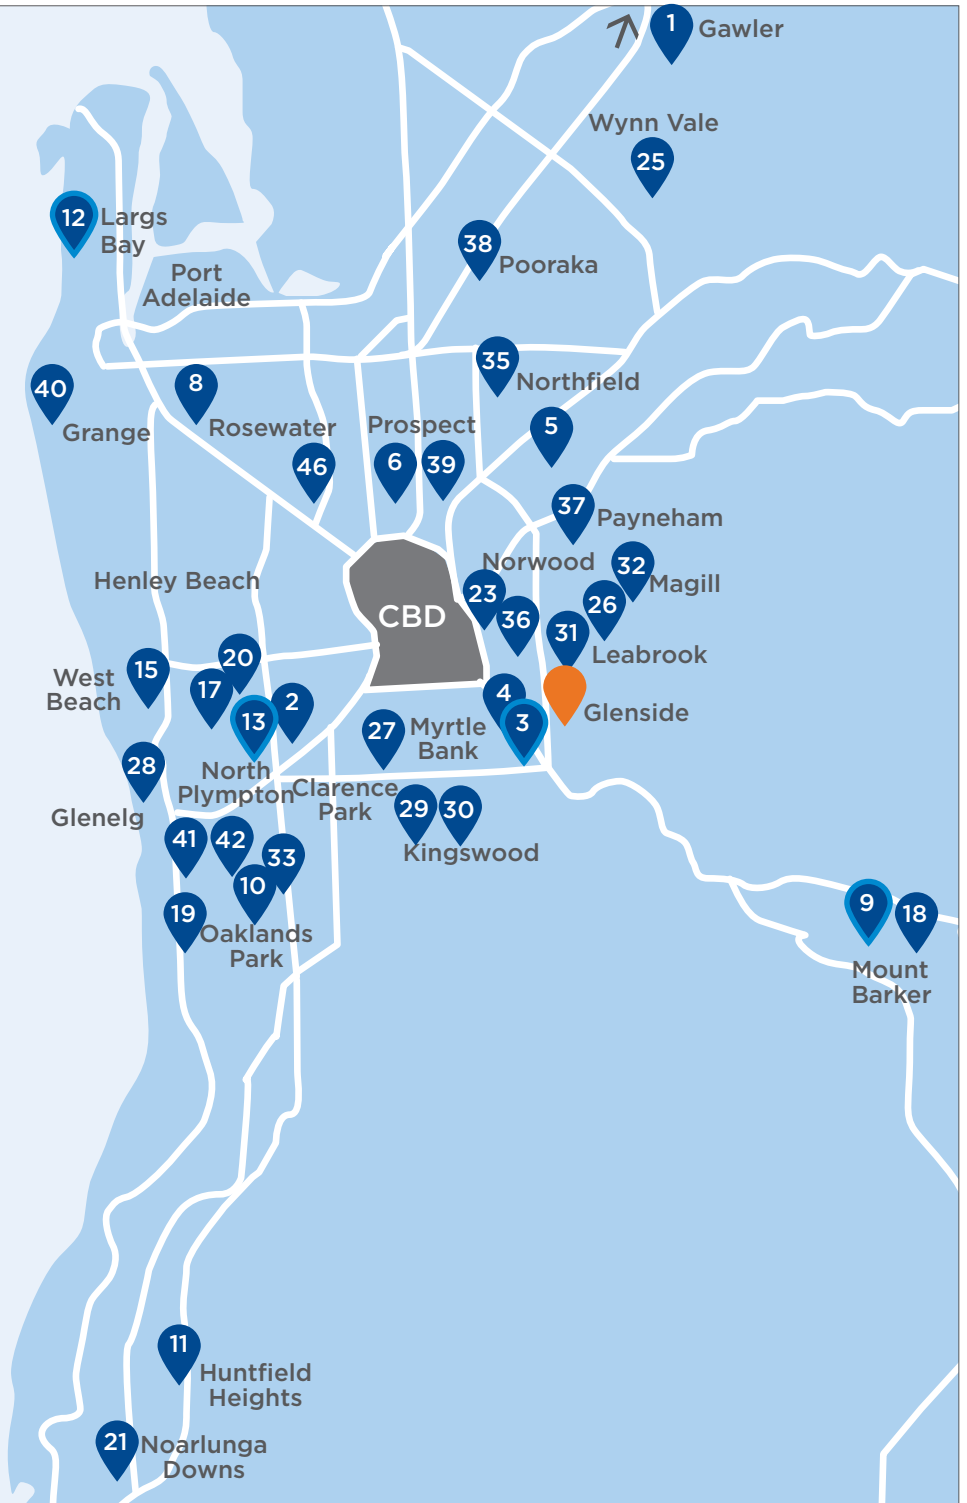 1
Gawler
Wynn Vale
25
12
Largs
Bay
38
Pooraka
Port
Adelaide
35
Northfield
40
Grange
8
Rosewater
Prospect
5
46
6
39
37
Payneham
Norwood
32
Magill
Henley Beach
CBD
23
26
36
31
Leabrook
20
15
West
Beach
17
2
13
4
3
Glenside
27
Myrtle
Bank
28
North
Plympton
Clarence
Park
Glenelg
29
30
Kingswood
41
42
33
10
19
Oaklands
Park
9
18
Mount
Barker
11
Huntfield
Heights
21
Noarlunga
Downs